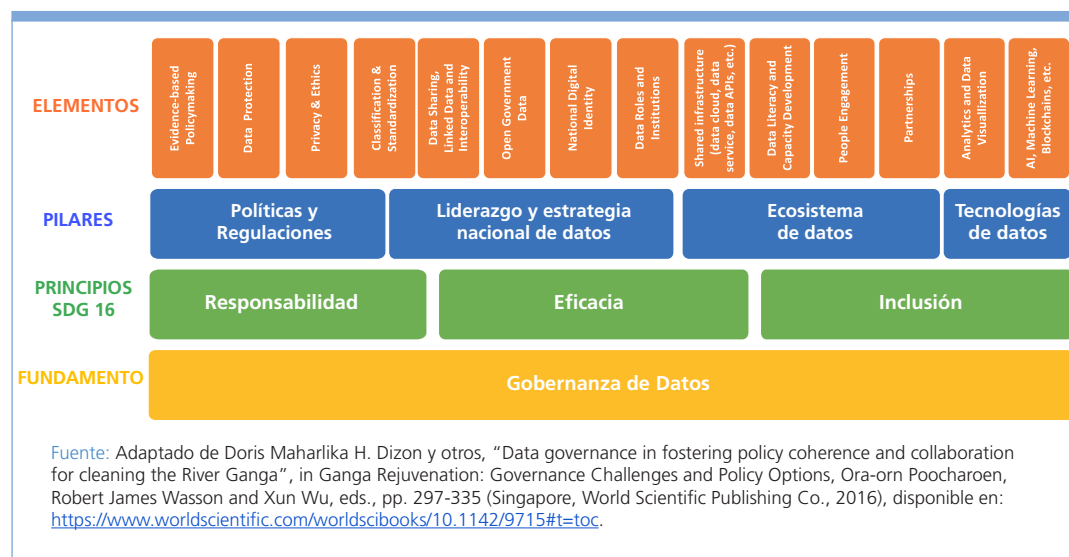 ELEMENTOS
Evidence-based
Policymaking
Data Protection
Privacy & Ethics
Classification &
Standardization
Data Sharing,
Linked Data and
Interoperability
Open Government
Data
National Digital
Identity
Data Roles and
Institutions
Shared infrastructure
(data cloud, data
service, data APIs, etc.)
Data Literacy and
Capacity Development
People Engagement
Partnerships
Analytics and Data
Visuallization
AI, Machine Learning,
Blockchains, etc.
PILARES
Políticas y
Regulaciones
Liderazgo y estrategia
nacional de datos
Ecosistema
de datos
Tecnologías
de datos
PRINCIPIOS
SDG 16
Responsabilidad
Eficacia
Inclusión
FUNDAMENTO
Gobernanza de Datos
Fuente: Adaptado de Doris Maharlika H. Dizon y otros, “Data governance in fostering policy coherence and collaboration
for cleaning the River Ganga”, in Ganga Rejuvenation: Governance Challenges and Policy Options, Ora-orn Poocharoen,
Robert James Wasson and Xun Wu, eds., pp. 297-335 (Singapore, World Scientific Publishing Co., 2016), disponible en:
https://www.worldscientific.com/worldscibooks/10.1142/9715#t=toc.